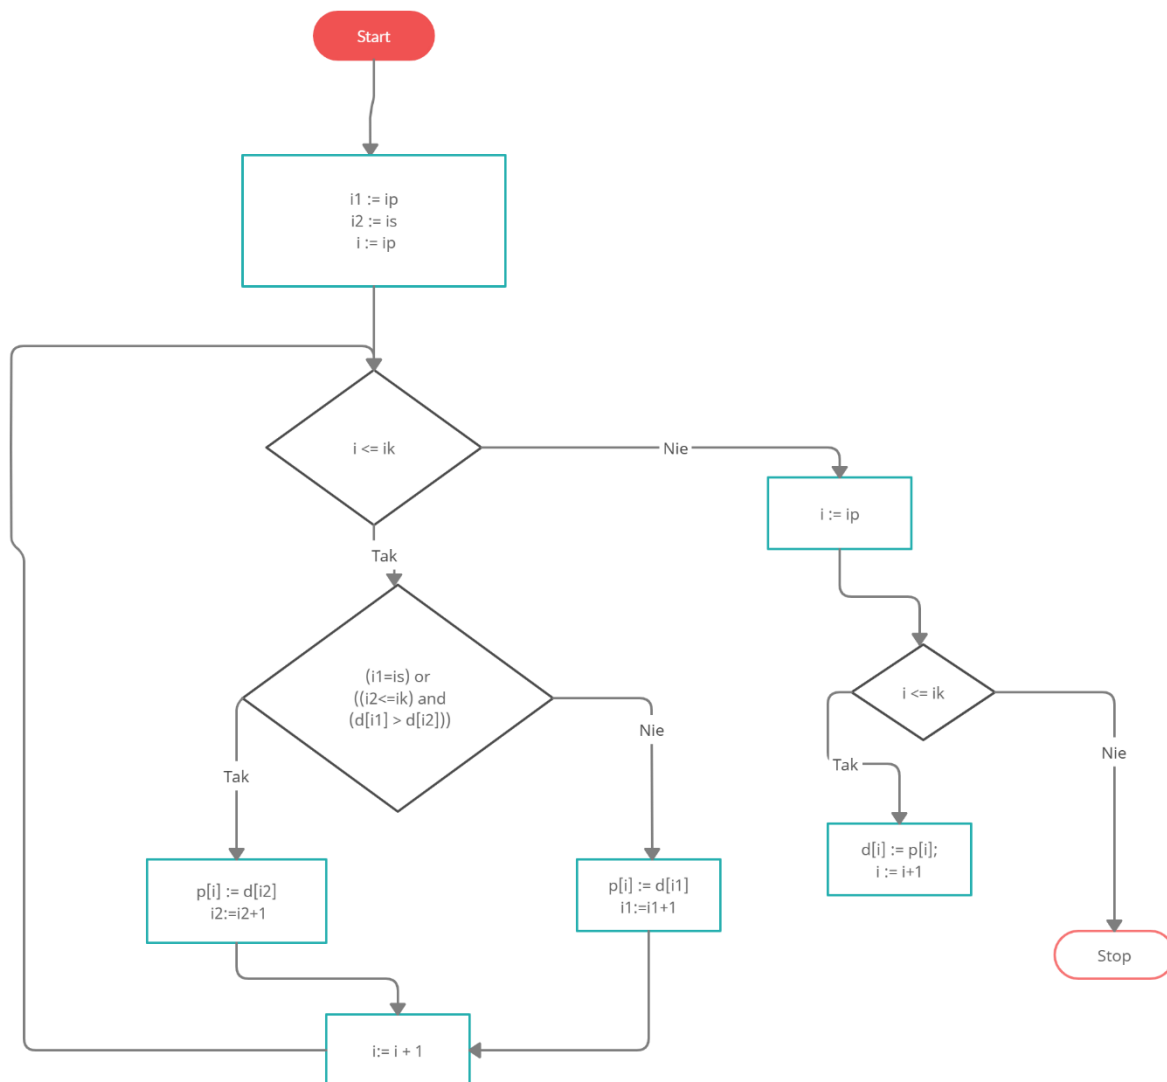 Start
i1 := ip
i2 := is
i := ip
i <= ik
Nie
i := ip
Tak
(i1=is) or
((i2<=ik) and
(d[i1] > d[i2]))
i <= ik
Nie
Nie
Tak
Tak
d[i] := p[i];
i := i+1
p[i] := d[i2]
i2:=i2+1
p[i] := d[i1]
i1:=i1+1
Stop
i:= i + 1